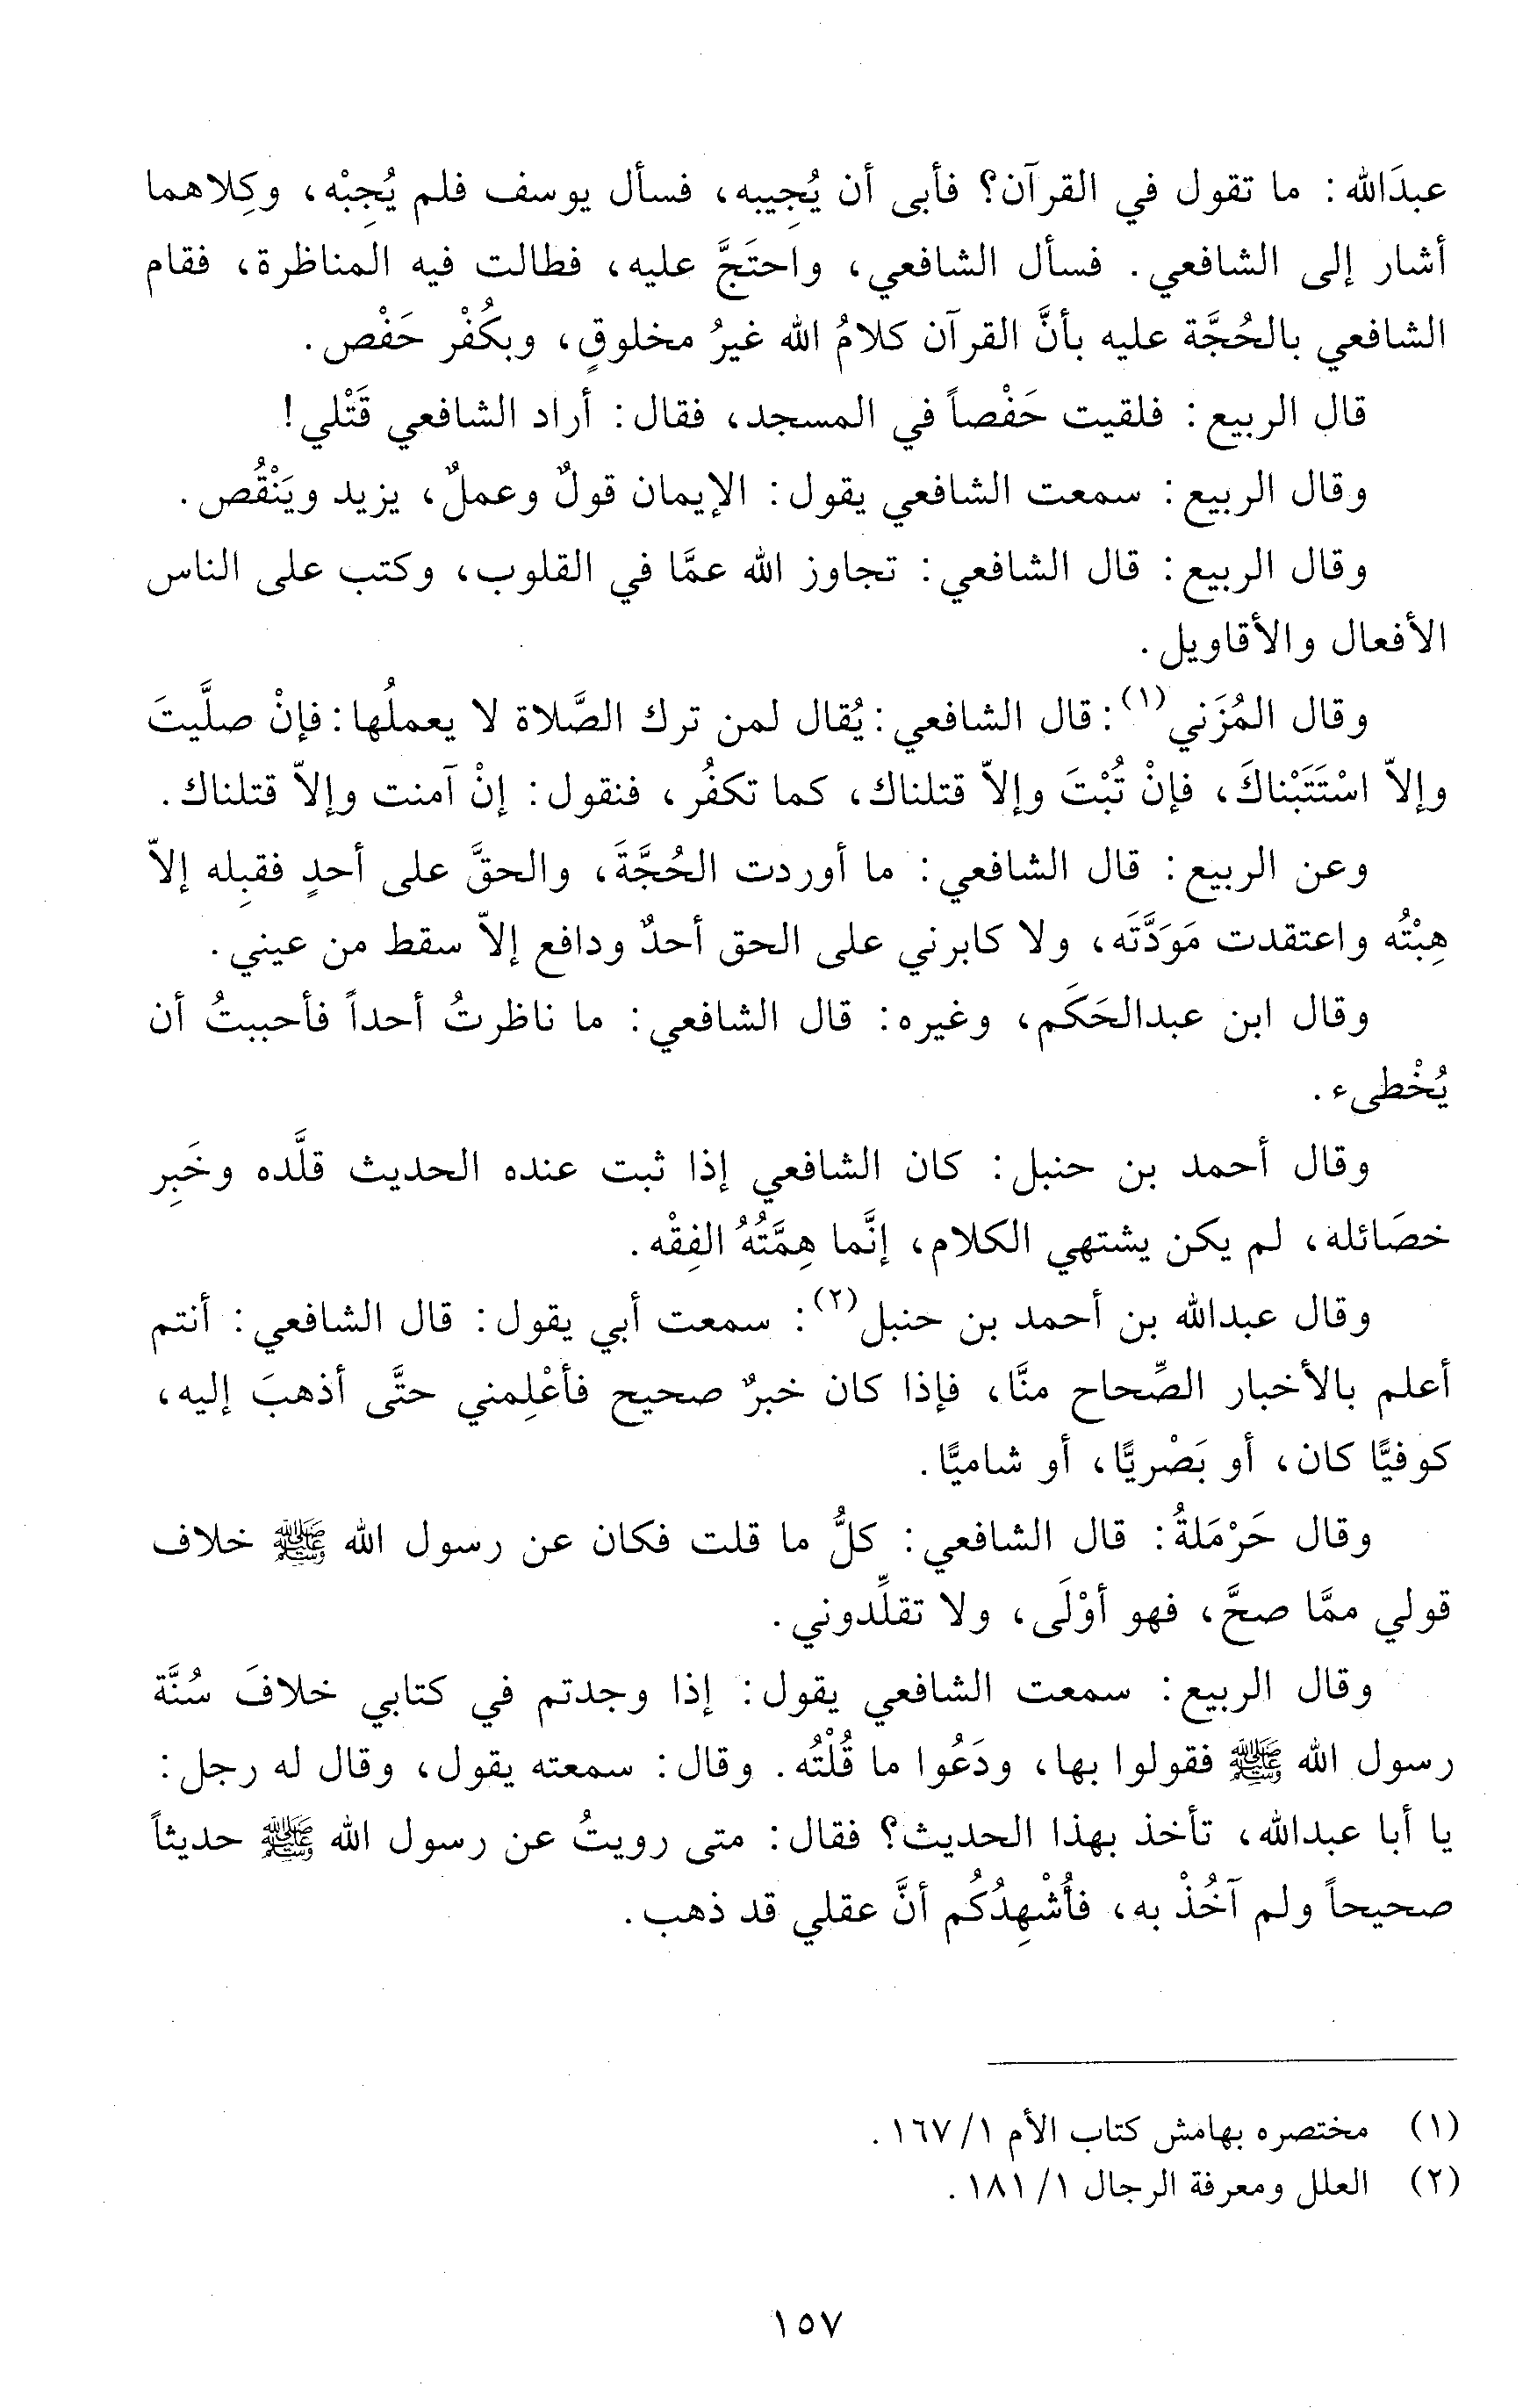 عبدَالله: ما تقول في القرآن؟ فأبى أن يُجِيبه، فسأل يوسف فلم يُجِبْه، وكِلاهما
أشار إلى الشافعي. فسأل الشافعي، واحتَجَّ عليه، فطالت فيه المناظرة، فقام
الشافعي بالحُجَّة عليه بأنَّ القرآن كلامُ الله غيرُ مخلوقٍ، وبكُفْر حَفْص.
قال الربيع: فلقيت حَفْصاً في المسجد، فقال: أراد الشافعي قَتْلي!
وقال الربيع: سمعت الشافعي يقول: الإيمان قولٌ وعملٌ، يزيد ويَنْقُص.
وقال الربيع: قال الشافعي: تجاوز الله عمَّا في القلوب، وكتب على الناس
الأفعال والأقاويل.
وقال المُزَني(١): قال الشافعي: يُقال لمن ترك الصَّلاة لا يعملُها: فإنْ صلَّيتَ
وإلاّ اسْتَتَبْناكَ، فإنْ تُبْتَ وإلاّ قتلناك، كما تكفُر، فنقول: إنْ آمنت وإلاّ قتلناك.
وعن الربيع: قال الشافعي: ما أوردت الحُجَّةَ، والحقَّ على أحدٍ فقبِله إلاّ
هِبْتُه واعتقدت مَوَدَّتَه، ولا كابرني على الحق أحدٌ ودافع إلاّ سقط من عيني.
وقال ابن عبدالحَكَم، وغيره: قال الشافعي: ما ناظرتُ أحداً فأحببتُ أن
يُخْطىء.
وقال أحمد بن حنبل: كان الشافعي إذا ثبت عنده الحديث قلَّده وخَبِر
خصَائله، لم يكن يشتهي الكلام، إنَّما هِمَّتُهُ الفِقْه.
وقال عبدالله بن أحمد بن حنبل(٢): سمعت أبي يقول: قال الشافعي: أنتم
أعلم بالأخبار الصِّحاح منَّا، فإذا كان خبرٌ صحيح فأعْلِمني حتَّى أذهبَ إليه،
كوفيًّا كان، أو بَصْريًّا، أو شاميًّا.
وقال حَرْمَلةُ: قال الشافعي: كلُّ ما قلت فكان عن رسول الله ﷺ خلاف
قولي ممَّا صحَّ، فهو أوْلَى، ولا تقلِّدوني.
وقال الربيع: سمعت الشافعي يقول: إذا وجدتم في كتابي خلافَ سُنَّة
رسول الله ﷺ فقولوا بها، ودَعُوا ما قُلْتُه. وقال: سمعته يقول، وقال له رجل:
يا أبا عبدالله، تأخذ بهذا الحديث؟ فقال: متى رويتُ عن رسول الله ﷺ حديثاً
صحيحاً ولم آخُذْ به، فأُشْهِدُكُم أنَّ عقلي قد ذهب.
(١) مختصره بهامش كتاب الأم ١/ ١٦٧.
(٢) العلل ومعرفة الرجال ١/ ١٨١.
١٥٧